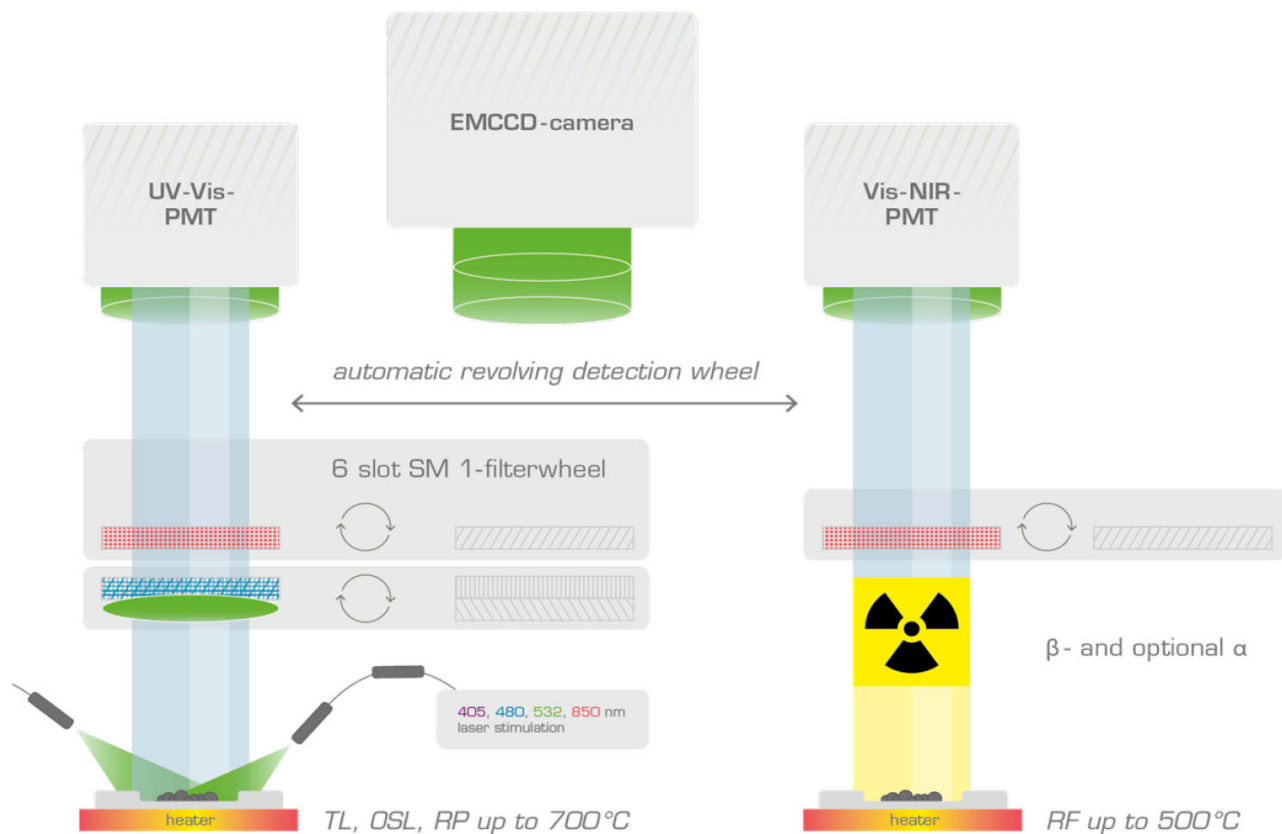 EMCCD-camera
UV-Vis-
PMT
Vis-NIR-
PMT
automatic revolving detection wheel
6 slot SM 1-filterwheel
β- and optional α
405, 480, 532, 850 nm
laser stimulation
heater
TL, OSL, RP up to 700°C
heater
RF up to 500°C